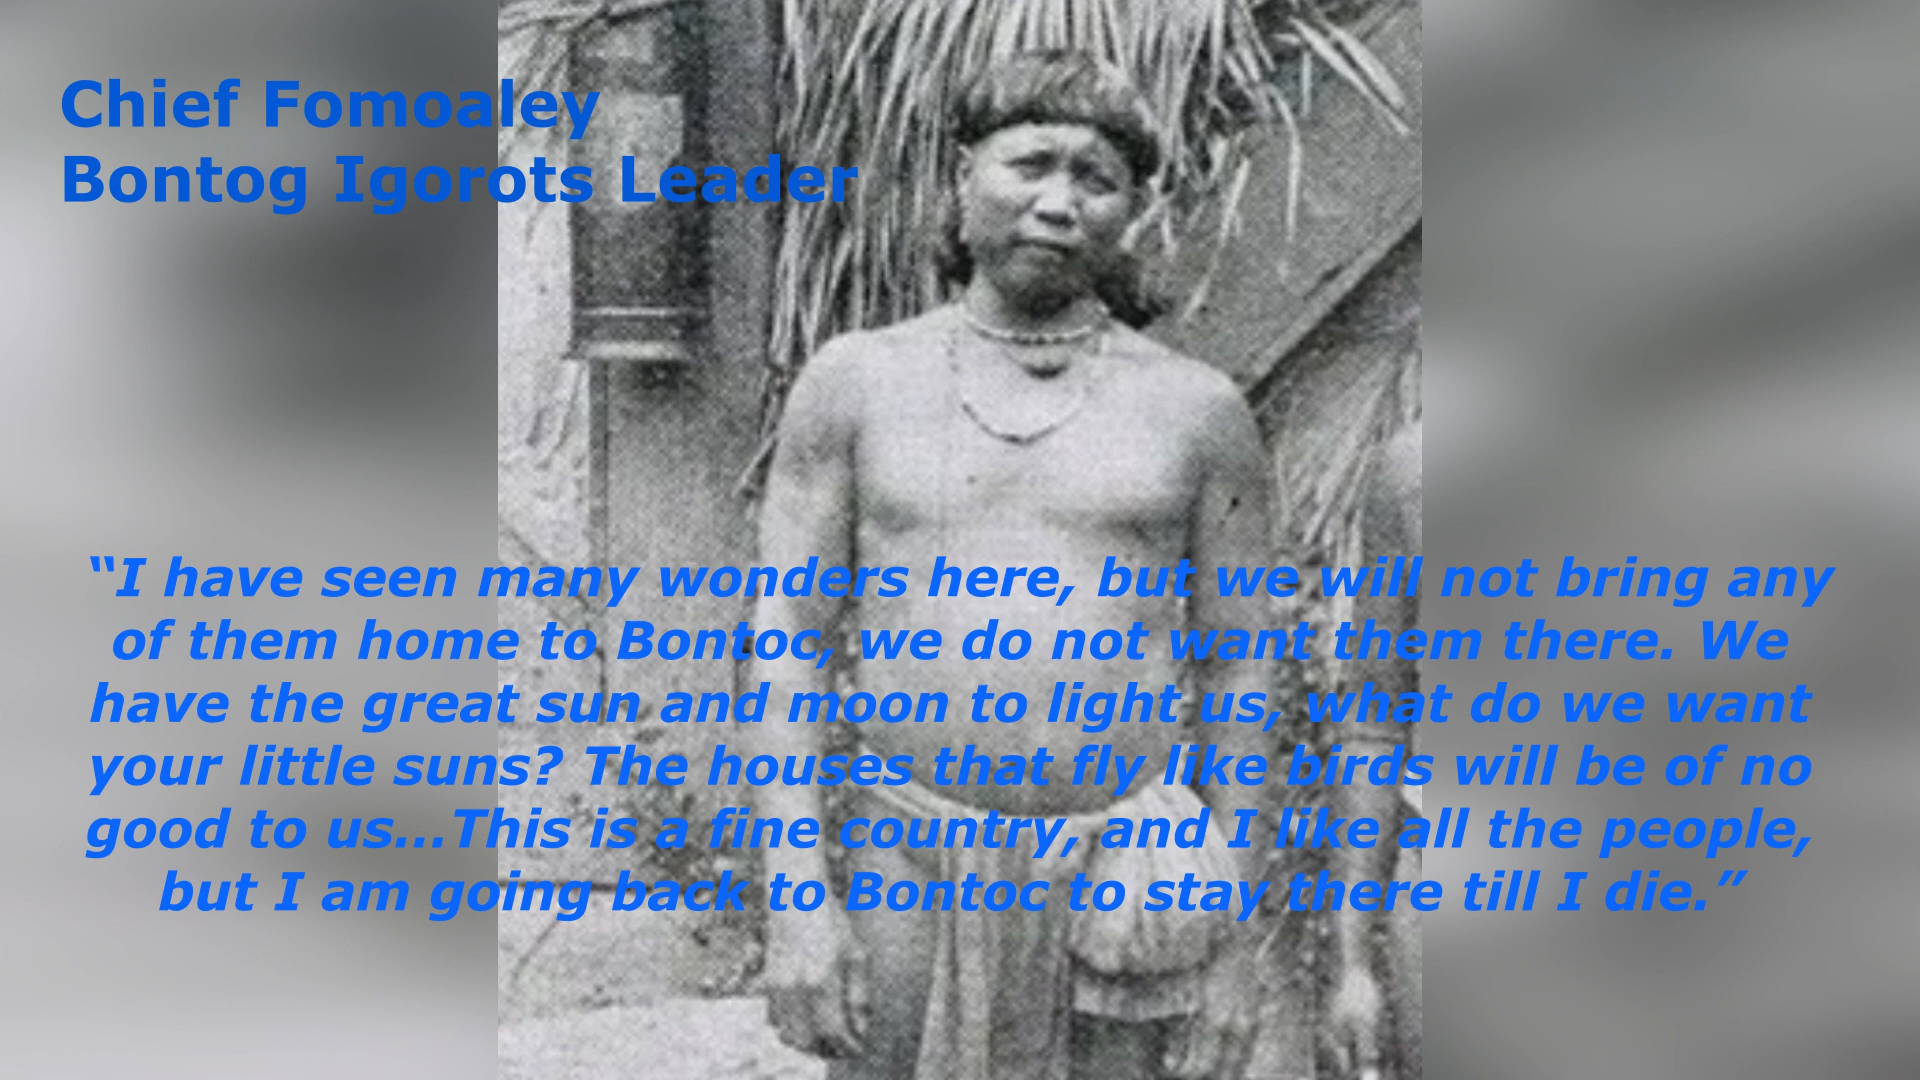 Chief Fomoaley
Bontog Igorots Leader
“I have seen many wonders here, but we will not bring any
of them home to Bontoc, we do not want them there. We
have the great sun and moon to light us, what do we want
your little suns? The houses that fly like birds will be of no
good to us...This is a fine country, and I like all the people,
but I am going back to Bontoc to stay there till I die.”